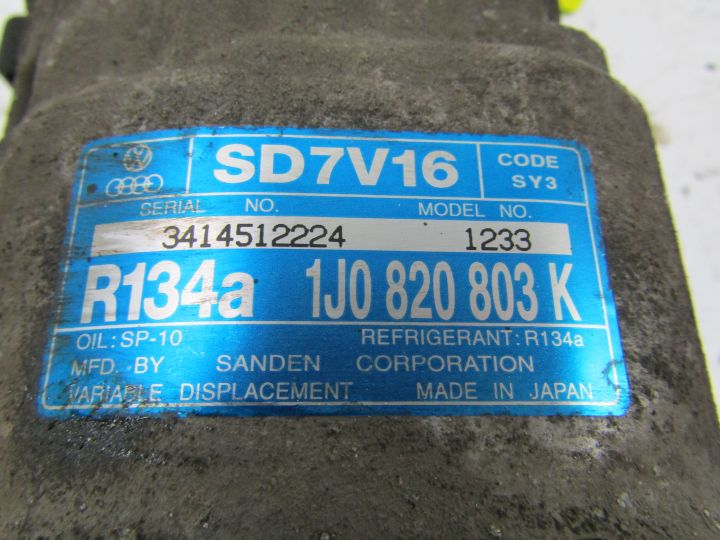 SD7V16
CODE
SY3
SERIAL NO. MODEL NO.
3414512224 1233
R134a 1J0 820 803 K
OIL: SP-10 REFRIGERANT: R134a
MFD. BY SANDEN CORPORATION
VARIABLE DISPLACEMENT MADE IN JAPAN